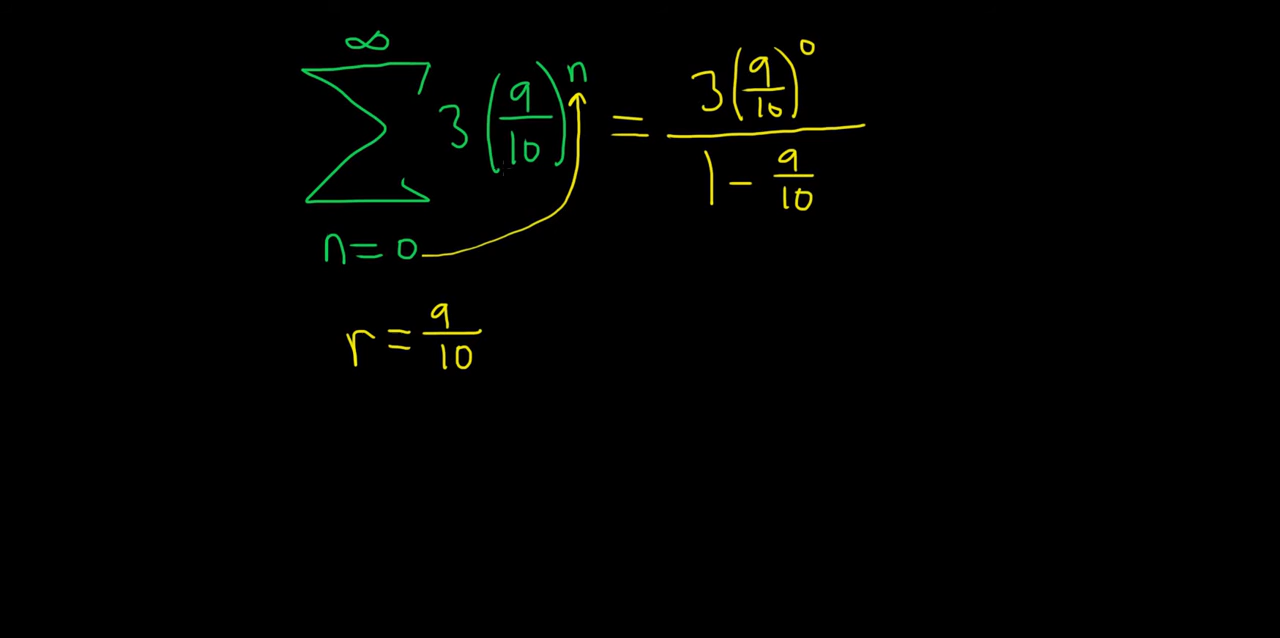 ∞
∑ 3 (9/10)^n = 3(9/10)^0 / (1 - 9/10)
n = 0
r = 9/10